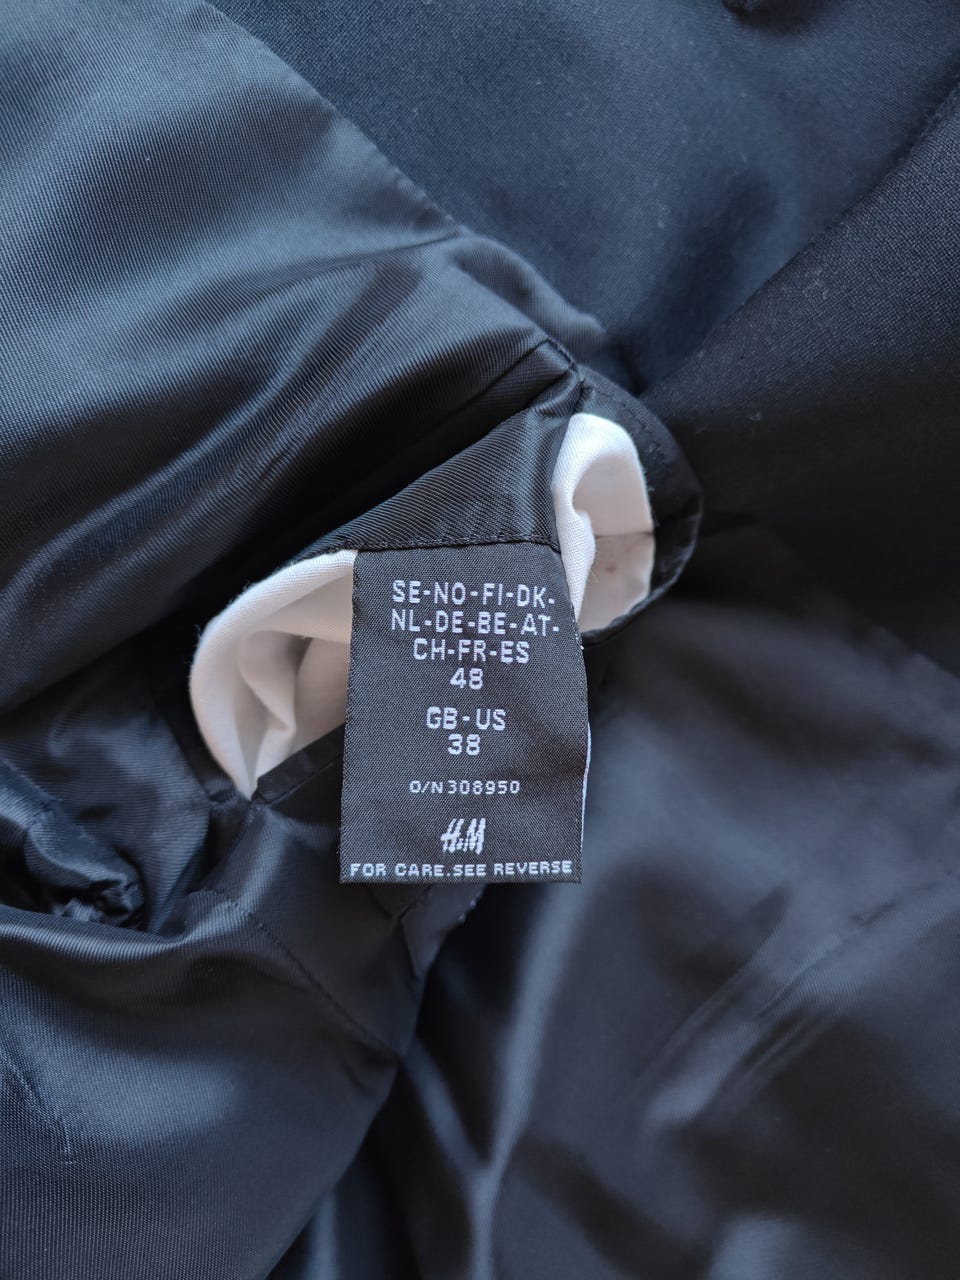 SE-NO-FI-DK-
NL-DE-BE-AT-
CH-FR-ES
48
GB-US
38
O/N 308950
H&M
FOR CARE.SEE REVERSE